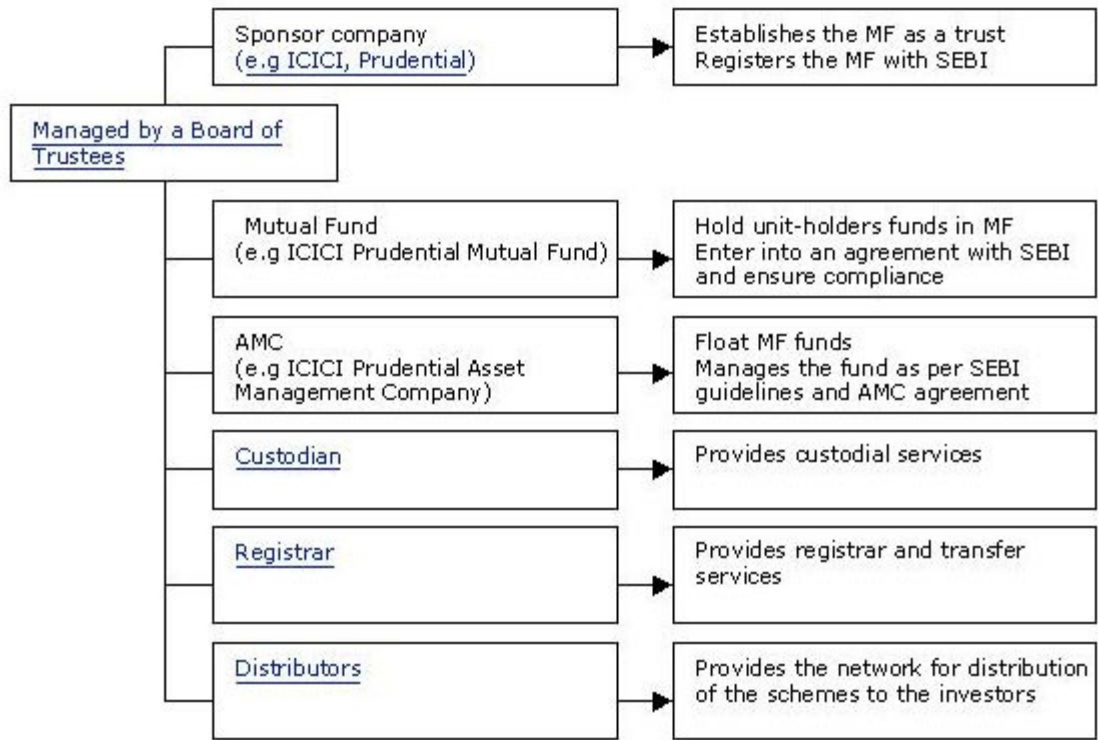 Sponsor company
(e.g ICICI, Prudential)
Establishes the MF as a trust
Registers the MF with SEBI
Managed by a Board of
Trustees
Mutual Fund
(e.g ICICI Prudential Mutual Fund)
Hold unit-holders funds in MF
Enter into an agreement with SEBI
and ensure compliance
AMC
(e.g ICICI Prudential Asset
Management Company)
Float MF funds
Manages the fund as per SEBI
guidelines and AMC agreement
Custodian
Provides custodial services
Registrar
Provides registrar and transfer
services
Distributors
Provides the network for distribution
of the schemes to the investors